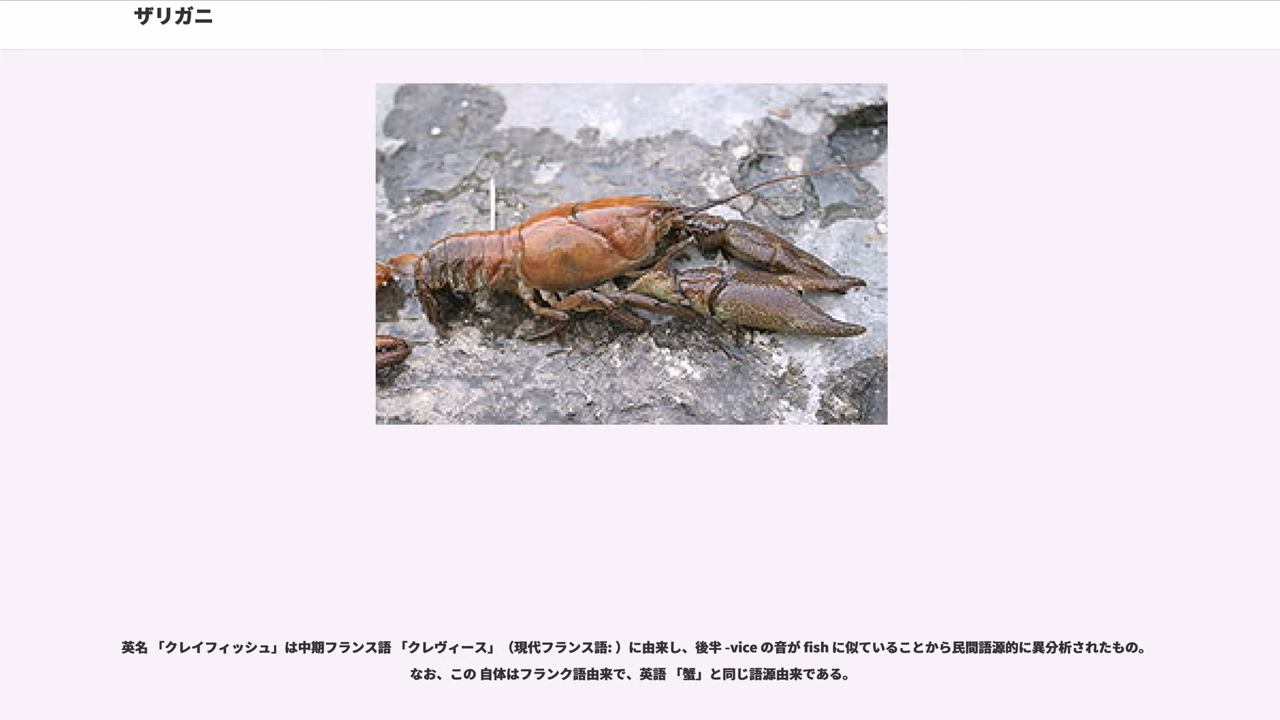 ザリガニ
英名 「クレイフィッシュ」は中期フランス語 「クレヴィース」（現代フランス語: ）に由来し、後半 -vice の音が fish に似ていることから民間語源的に異分析されたもの。
なお、この 自体はフランク語由来で、英語 「蟹」と同じ語源由来である。